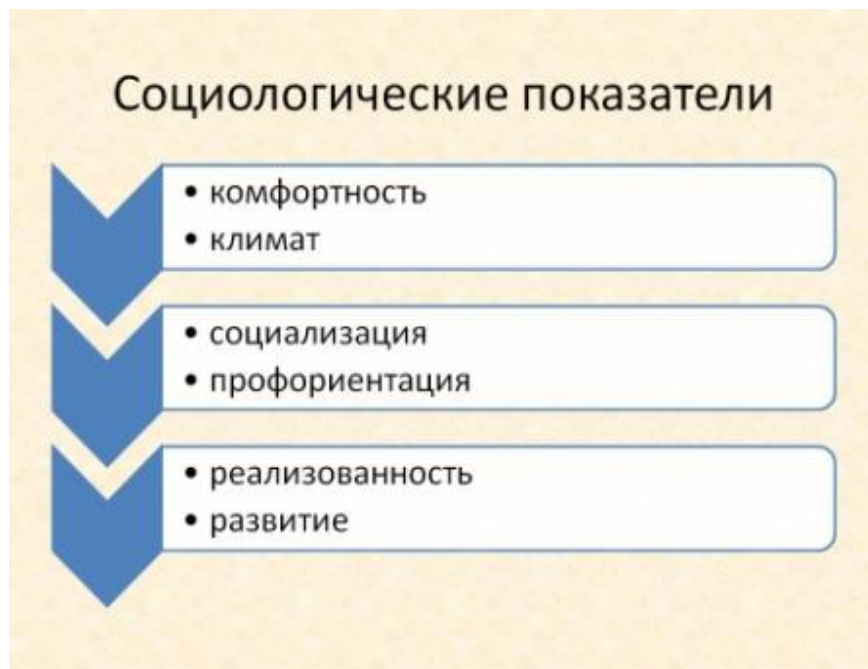 Социологические показатели
• комфортность
• климат
• социализация
• профориентация
• реализованность
• развитие